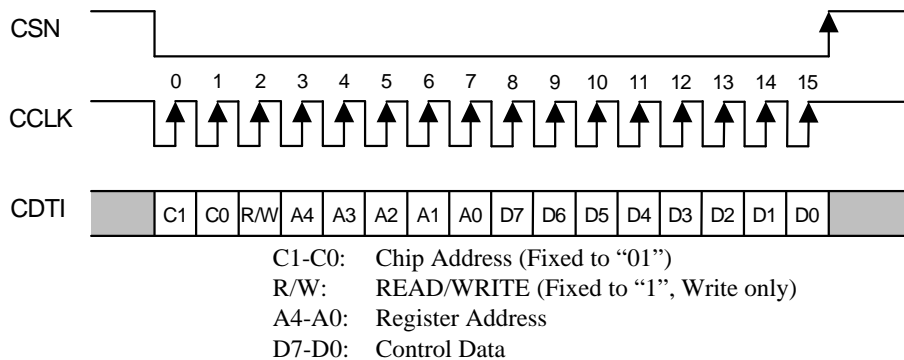 CSN
0 1 2 3 4 5 6 7 8 9 10 11 12 13 14 15
CCLK
CDTI C1 C0 R/W A4 A3 A2 A1 A0 D7 D6 D5 D4 D3 D2 D1 D0
C1-C0: Chip Address (Fixed to “01”)
R/W: READ/WRITE (Fixed to “1”, Write only)
A4-A0: Register Address
D7-D0: Control Data